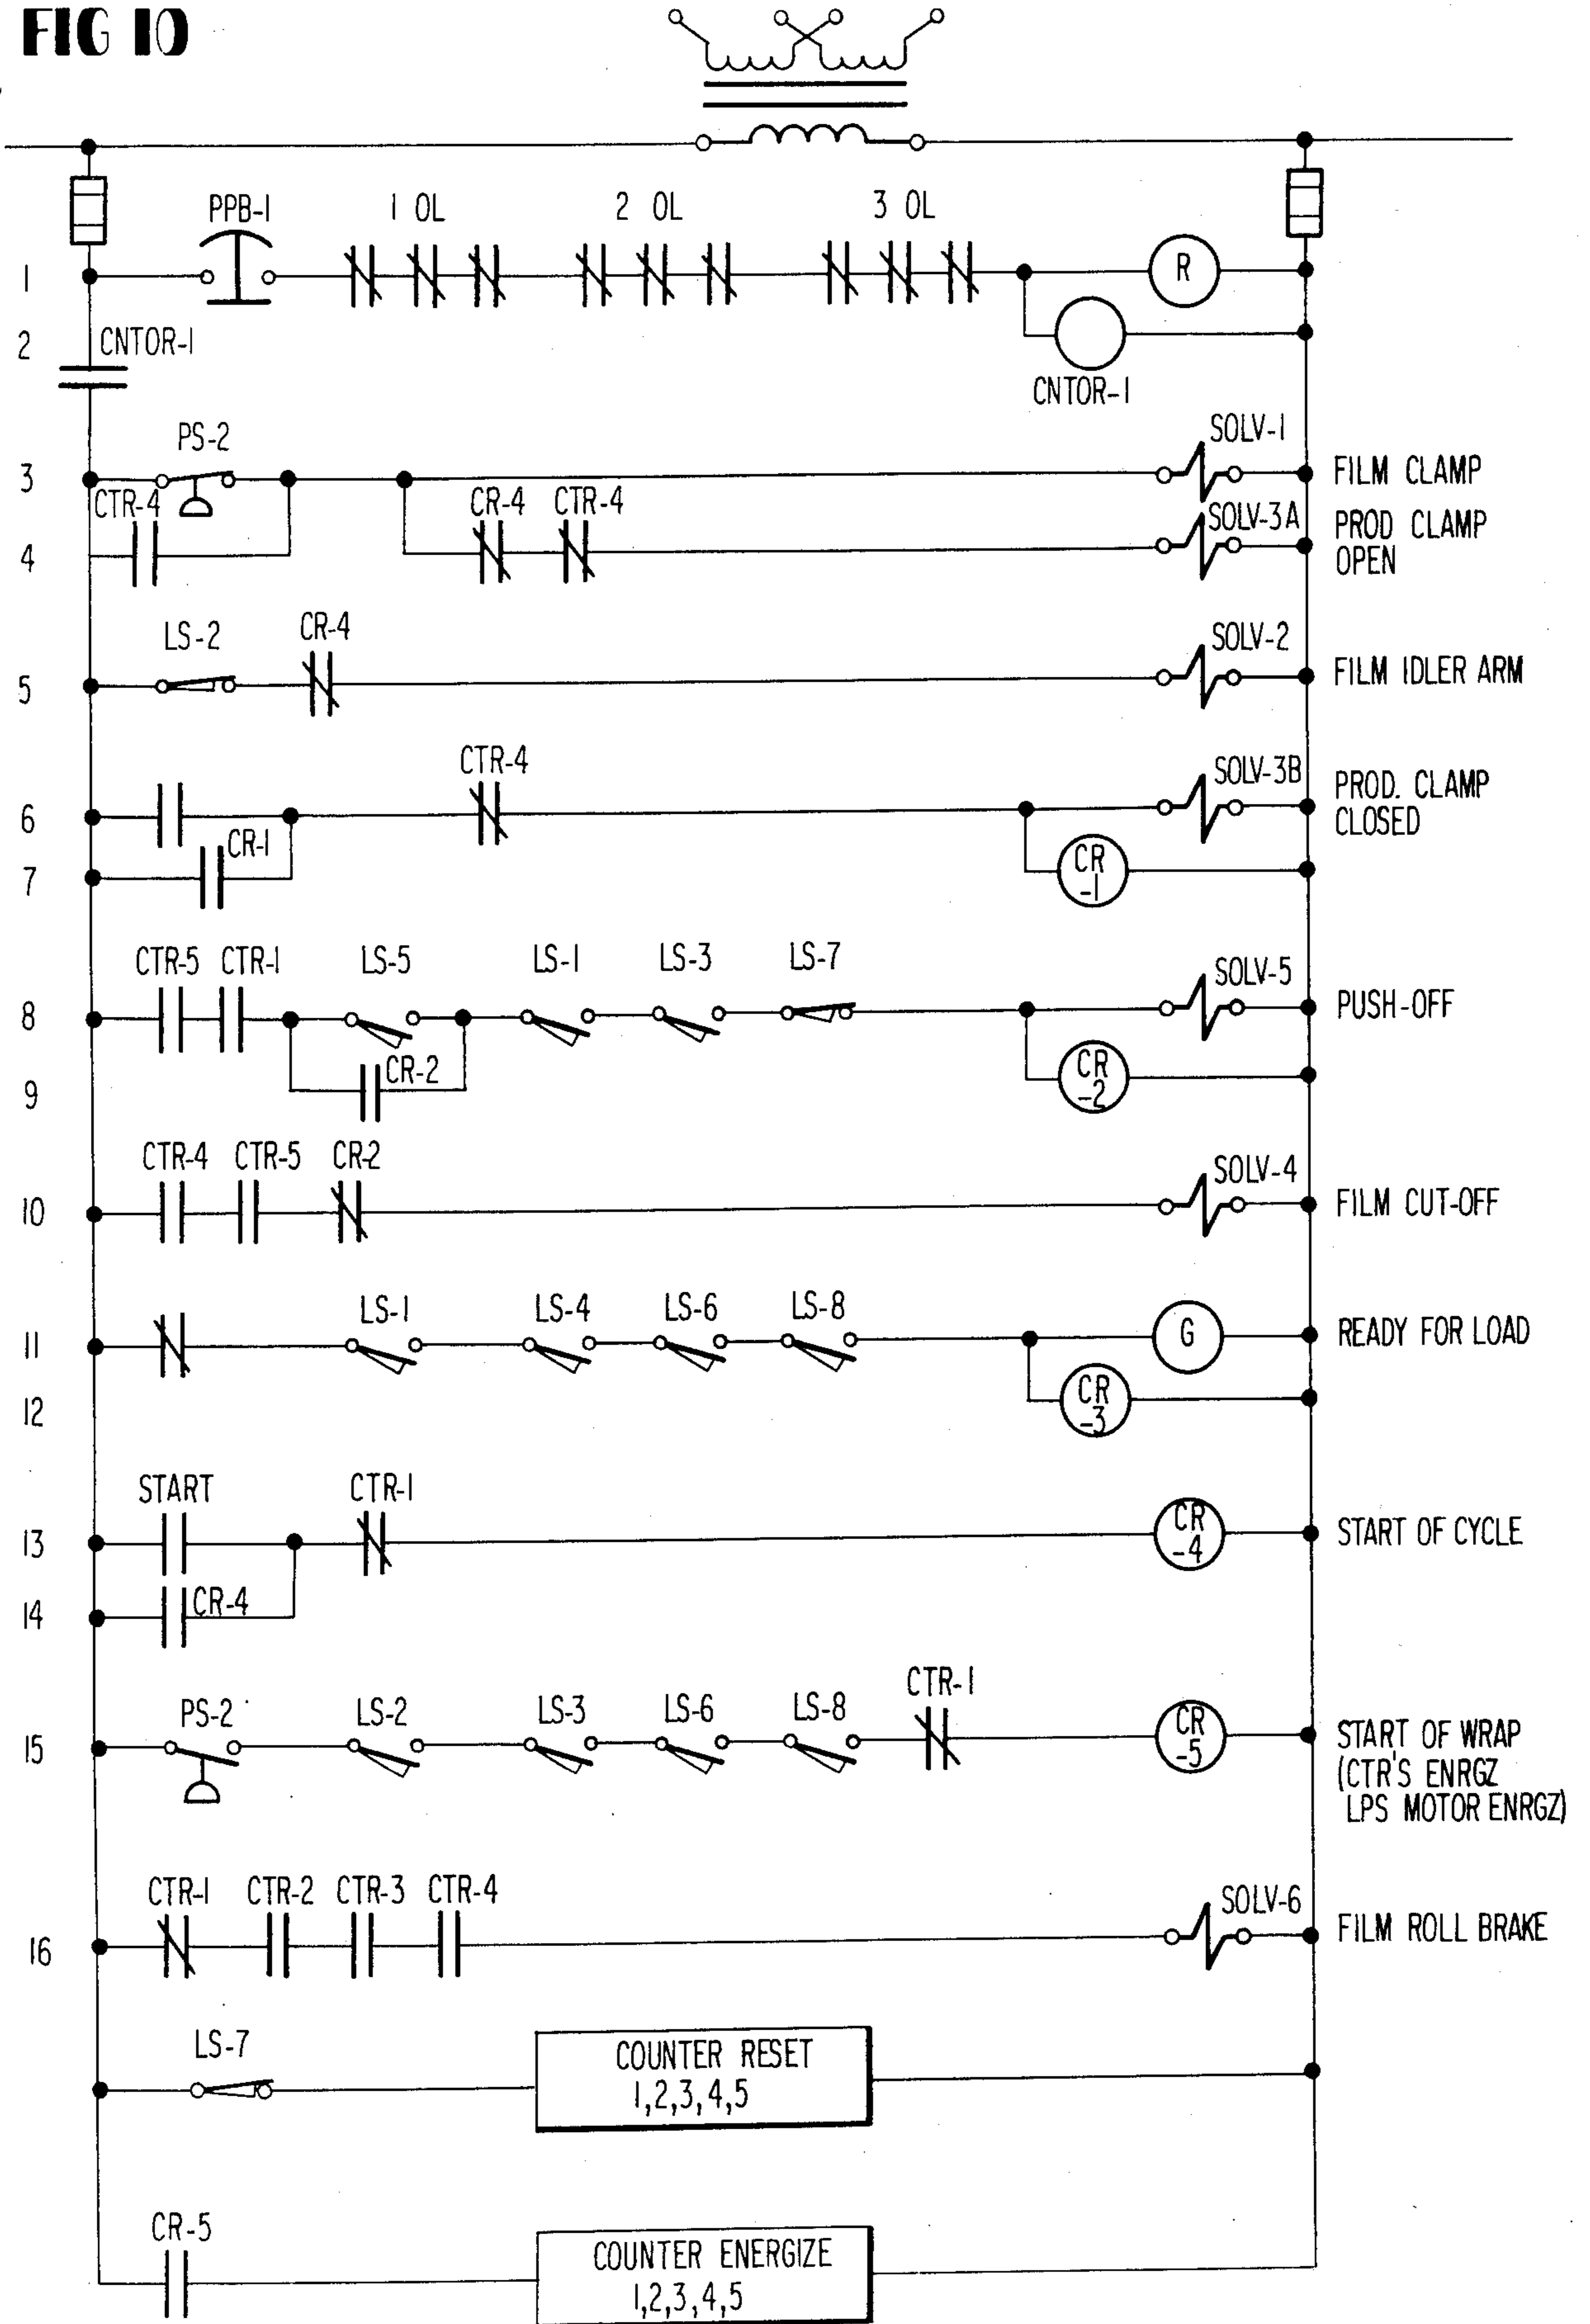 FIG 10
PPB-1 1 OL 2 OL 3 OL
1 R
2 CNTOR-1
CNTOR-1
PS-2 SOLV-1
3 FILM CLAMP
CTR-4 CR-4 CTR-4 SOLV-3A PROD CLAMP
4 OPEN
LS-2 CR-4 SOLV-2
5 FILM IDLER ARM
CTR-4 SOLV-3B PROD. CLAMP
6 CLOSED
7 CR-1 CR
-1
CTR-5 CTR-1 LS-5 LS-1 LS-3 LS-7 SOLV-5
8 PUSH-OFF
9 CR-2 CR
-2
CTR-4 CTR-5 CR-2 SOLV-4
10 FILM CUT-OFF
LS-1 LS-4 LS-6 LS-8
11 G READY FOR LOAD
12 CR
-3
START CTR-1
13 CR
-4 START OF CYCLE
14 CR-4
PS-2 LS-2 LS-3 LS-6 LS-8 CTR-1
15 CR
-5 START OF WRAP
(CTR'S ENRGZ
LPS MOTOR ENRGZ)
CTR-1 CTR-2 CTR-3 CTR-4 SOLV-6
16 FILM ROLL BRAKE
LS-7 COUNTER RESET
1,2,3,4,5
CR-5 COUNTER ENERGIZE
1,2,3,4,5